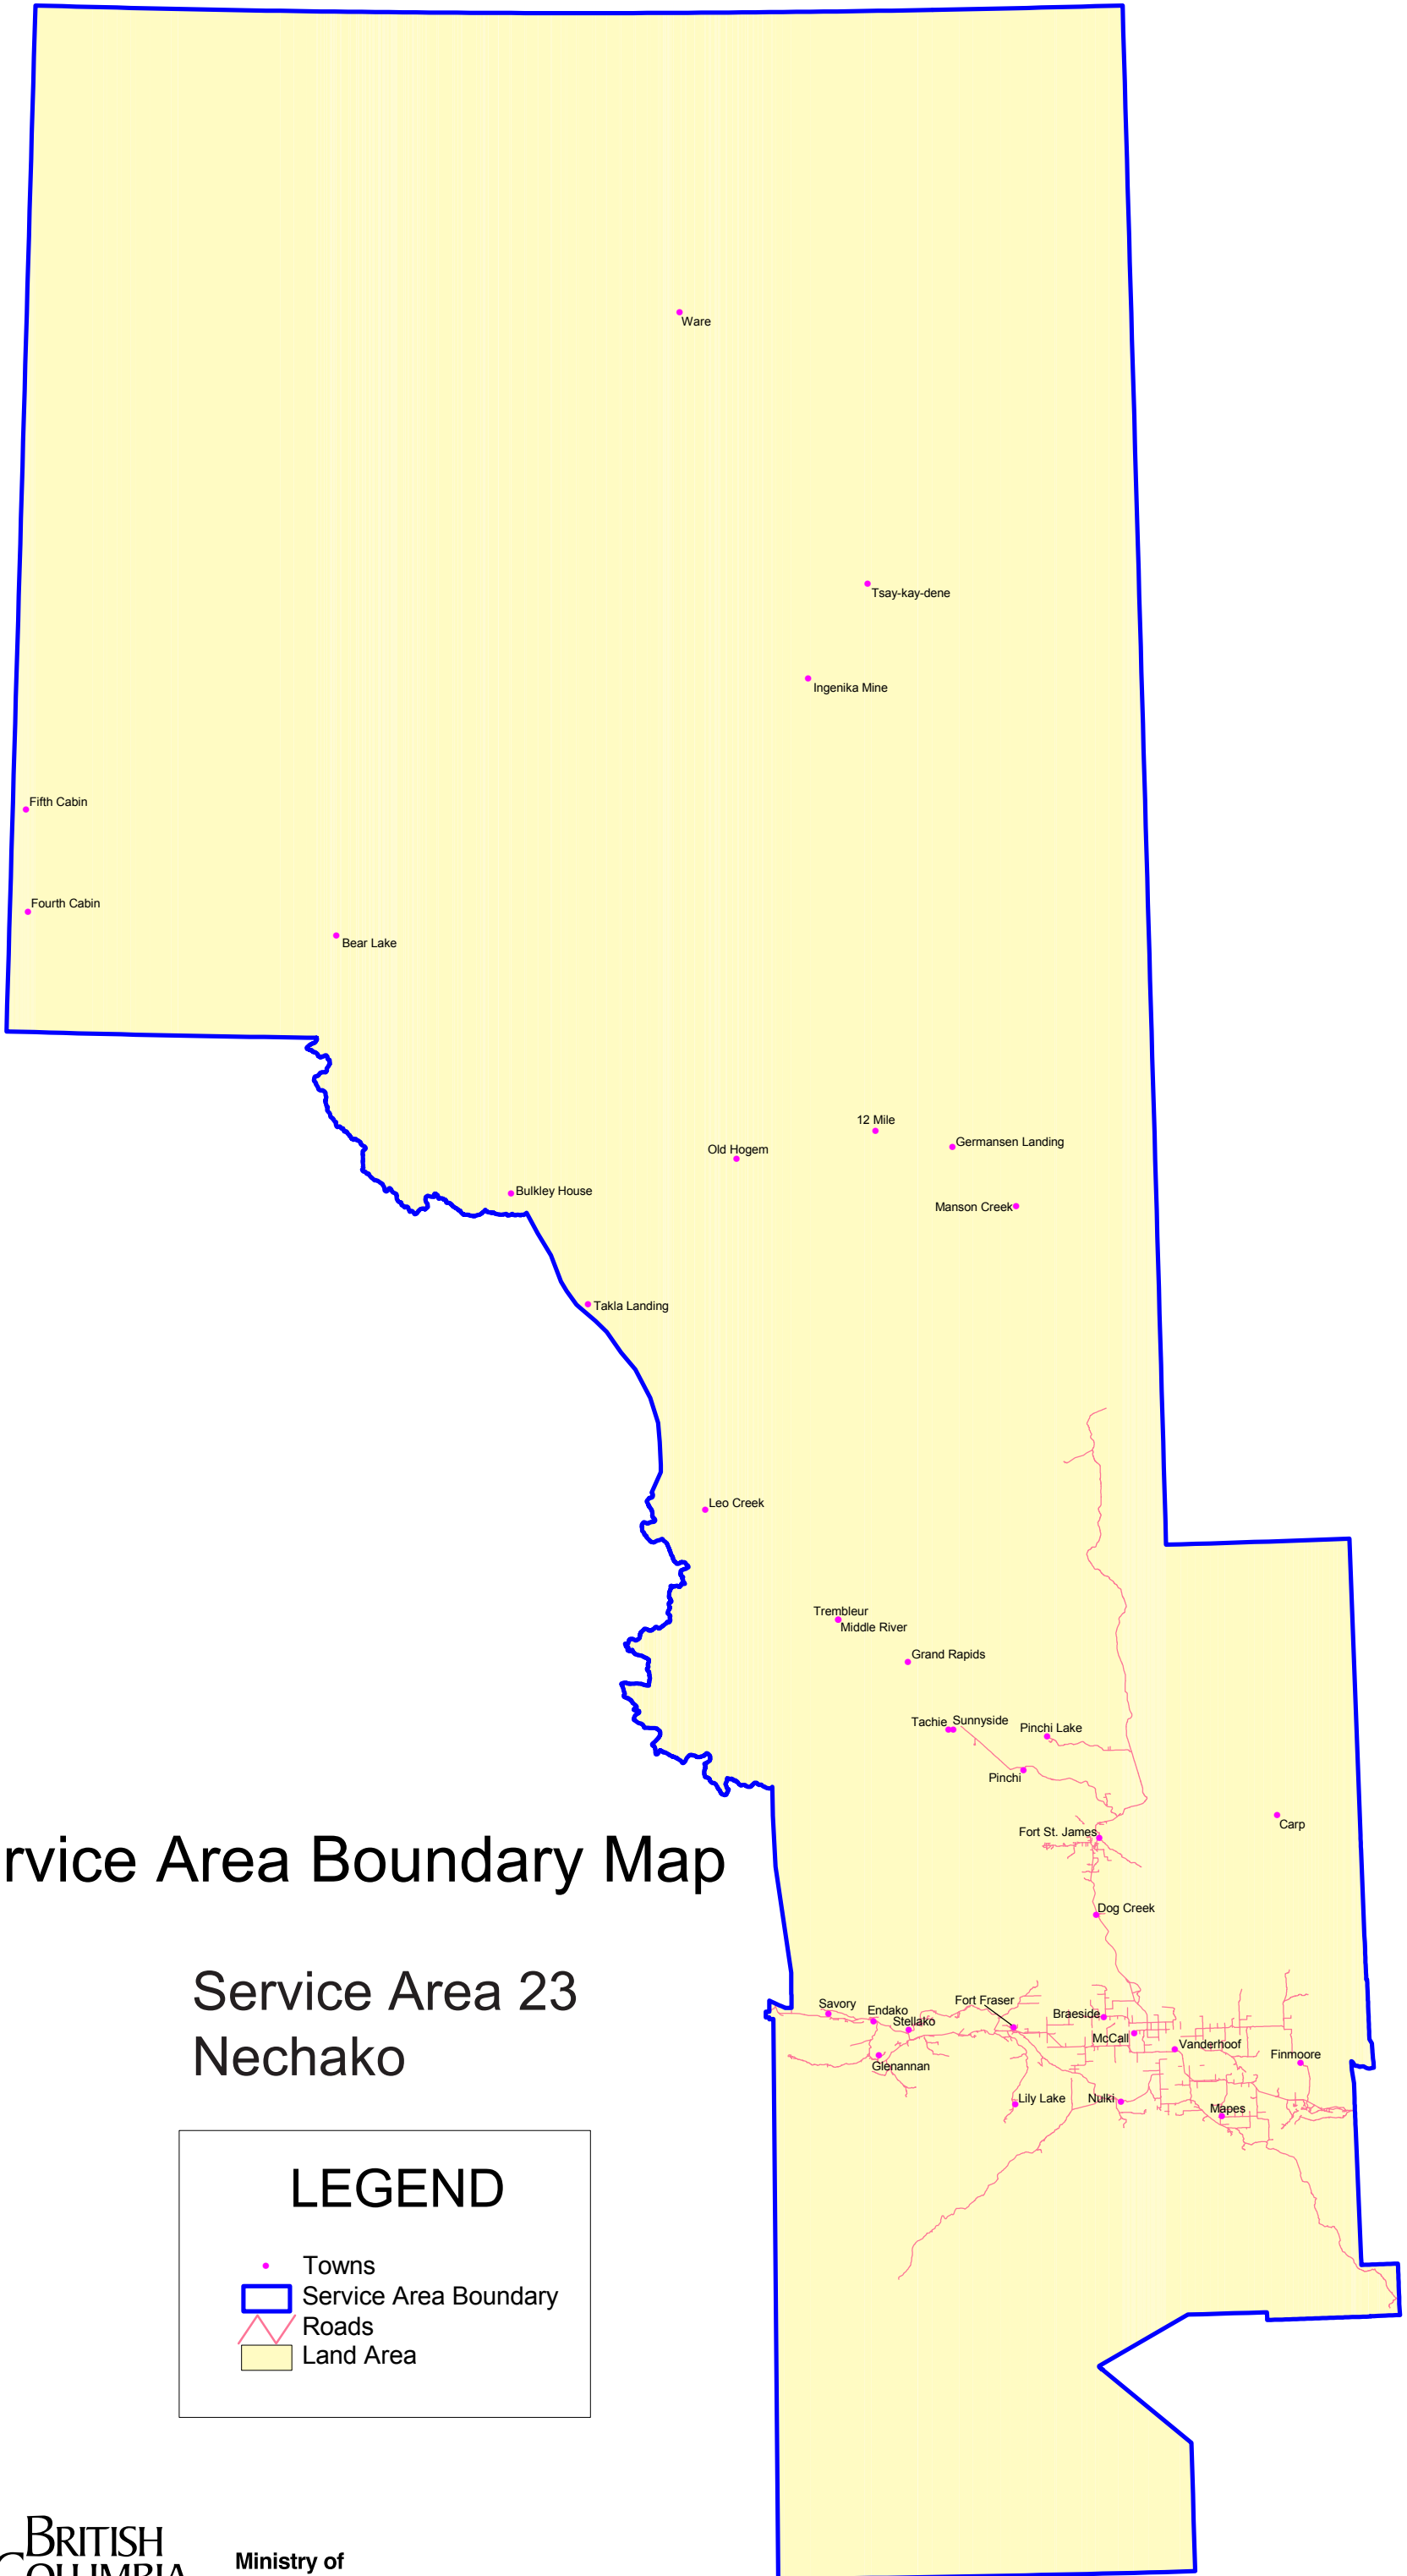 Ware
Tsay-kay-dene
Ingenika Mine
Fifth Cabin
Fourth Cabin
Bear Lake
12 Mile
Germansen Landing
Old Hogem
Bulkley House
Manson Creek
Takla Landing
Leo Creek
Trembleur
Middle River
Grand Rapids
Tachie
Sunnyside
Pinchi Lake
Pinchi
Carp
Fort St. James
rvice Area Boundary Map
Dog Creek
Service Area 23
Nechako
Savory
Endako
Stellako
Fort Fraser
Braeside
McCall
Vanderhoof
Finmoore
Glenannan
Lily Lake
Nulki
Mapes
LEGEND
Towns
Service Area Boundary
Roads
Land Area
BRITISH
COLUMBIA
Ministry of